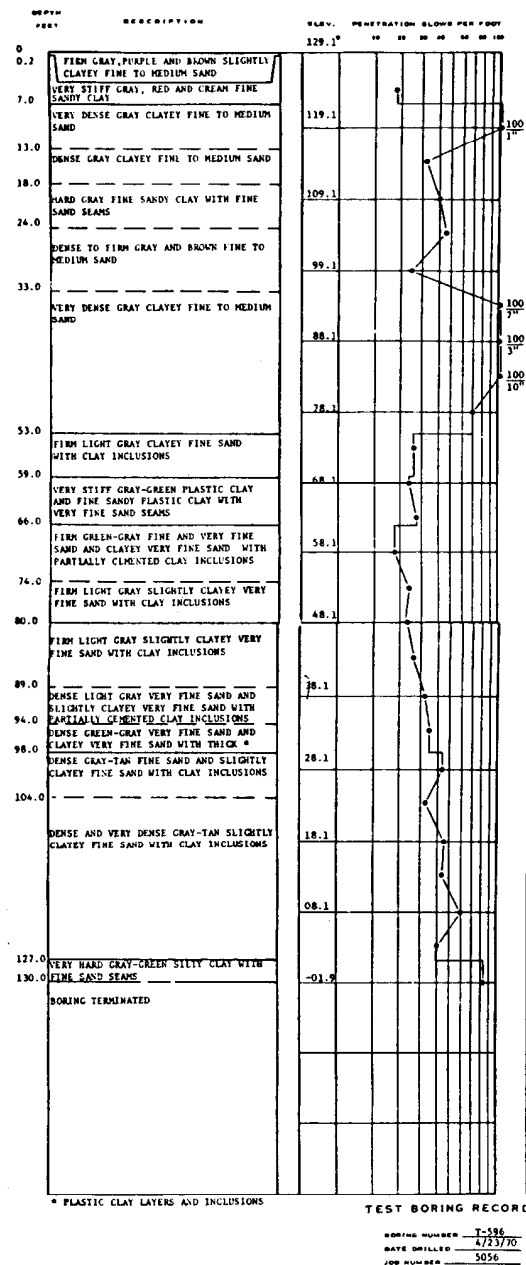 DEPTH
FEET
DESCRIPTION
ELEV.
PENETRATION BLOWS PER FOOT
129.1
0 10 20 30 40 60 80 100
0
0.2
FIRM GRAY,PURPLE AND BROWN SLIGHTLY
CLAYEY FINE TO MEDIUM SAND
VERY STIFF GRAY, RED AND CREAM FINE
SANDY CLAY
7.0
VERY DENSE GRAY CLAYEY FINE TO MEDIUM
SAND
119.1
100
1"
13.0
DENSE GRAY CLAYEY FINE TO MEDIUM SAND
18.0
HARD GRAY FINE SANDY CLAY WITH FINE
SAND SEAMS
109.1
24.0
DENSE TO FIRM GRAY AND BROWN FINE TO
MEDIUM SAND
99.1
33.0
VERY DENSE GRAY CLAYEY FINE TO MEDIUM
SAND
100
7"
88.1
100
3"
100
10"
78.1
53.0
FIRM LIGHT GRAY CLAYEY FINE SAND
WITH CLAY INCLUSIONS
59.0
68.1
VERY STIFF GRAY-GREEN PLASTIC CLAY
AND FINE SANDY PLASTIC CLAY WITH
VERY FINE SAND SEAMS
66.0
FIRM GREEN-GRAY FINE AND VERY FINE
SAND AND CLAYEY VERY FINE SAND WITH
PARTIALLY CEMENTED CLAY INCLUSIONS
58.1
74.0
FIRM LIGHT GRAY SLIGHTLY CLAYEY VERY
FINE SAND WITH CLAY INCLUSIONS
80.0
48.1
FIRM LIGHT GRAY SLIGHTLY CLAYEY VERY
FINE SAND WITH CLAY INCLUSIONS
89.0
38.1
DENSE LIGHT GRAY VERY FINE SAND AND
SLIGHTLY CLAYEY VERY FINE SAND WITH
PARTIALLY CEMENTED CLAY INCLUSIONS
94.0
DENSE GREEN-GRAY VERY FINE SAND AND
CLAYEY VERY FINE SAND WITH THICK *
98.0
DENSE GRAY-TAN FINE SAND AND SLIGHTLY
CLAYEY FINE SAND WITH CLAY INCLUSIONS
28.1
104.0
DENSE AND VERY DENSE GRAY-TAN SLIGHTLY
CLAYEY FINE SAND WITH CLAY INCLUSIONS
18.1
08.1
127.0
VERY HARD GRAY-GREEN SILTY CLAY WITH
FINE SAND SEAMS
130.0
-01.9
BORING TERMINATED
* PLASTIC CLAY LAYERS AND INCLUSIONS
TEST BORING RECORD
BORING NUMBER T-596
DATE DRILLED 4/23/70
JOB NUMBER 5056